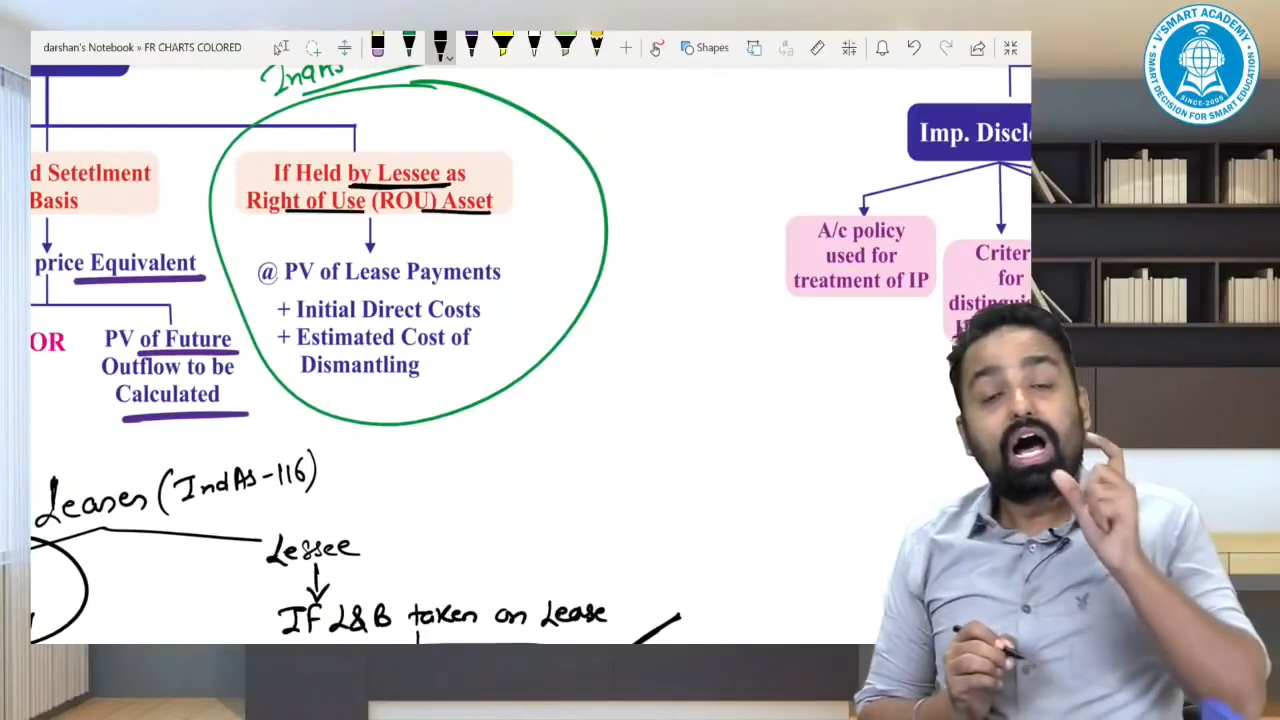 darshan's Notebook » FR CHARTS COLORED
Shapes
V'SMART ACADEMY
SMART DECISION FOR SMART EDUCATION
SINCE-2005
d Setetlment
Basis
price Equivalent
OR
PV of Future
Outflow to be
Calculated
If Held by Lessee as
Right of Use (ROU) Asset
@ PV of Lease Payments
+ Initial Direct Costs
+ Estimated Cost of
Dismantling
Imp. Discl
A/c policy
used for
treatment of IP
Criter
for
distingui
Leases (IndAs-116)
Lessee
If L&B taken on Lease